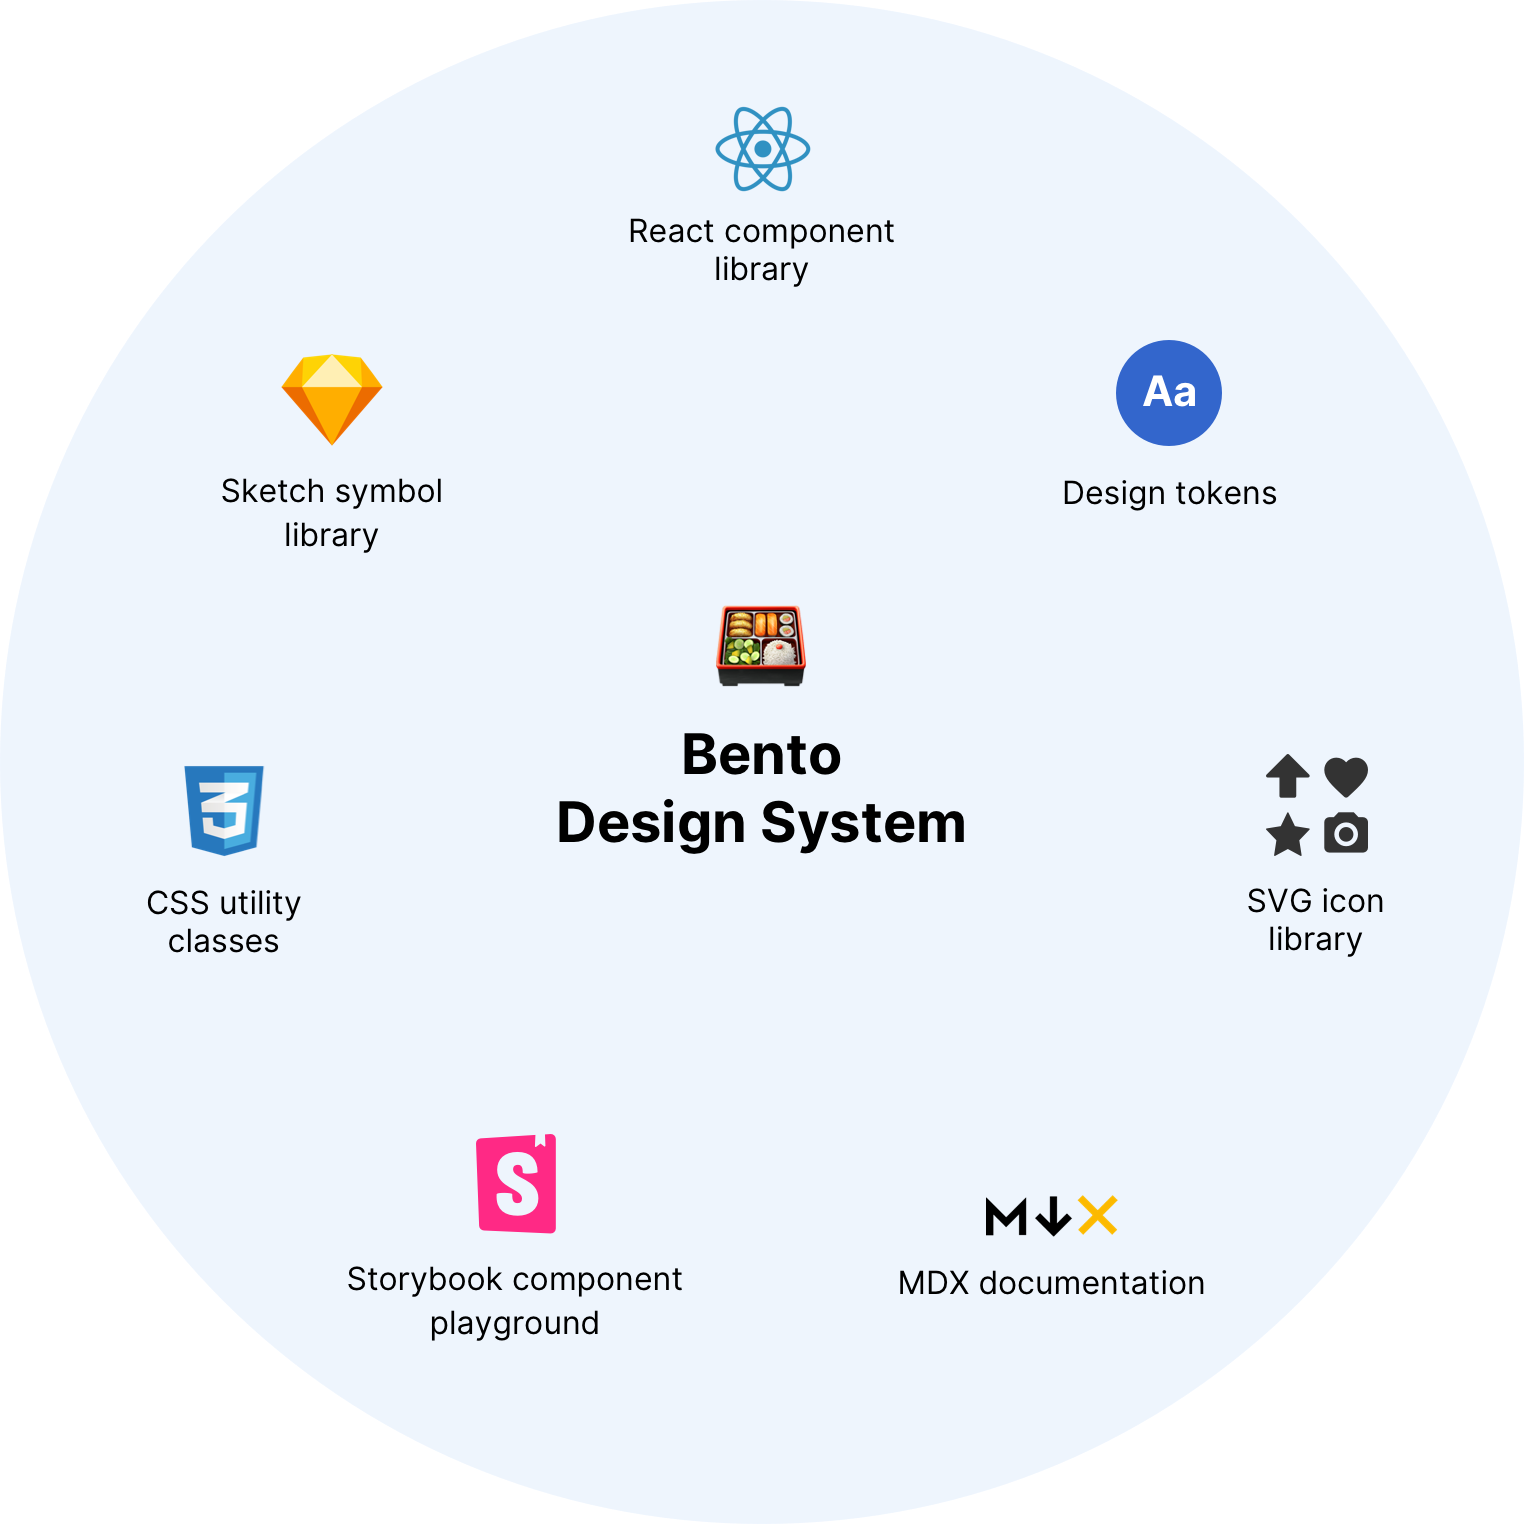 React component
library
Aa
Design tokens
Sketch symbol
library
Bento
Design System
3
CSS utility
classes
SVG icon
library
S
Storybook component
playground
M↓X
MDX documentation